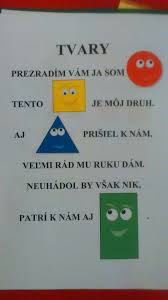 TVARY
PREZRADÍM VÁM JA SOM
TENTO JE MÔJ DRUH.
AJ PRIŠIEL K NÁM,
VEĽMI RÁD MU RUKU DÁM.
NEUHÁDOL BY VŠAK NIK,
PATRÍ K NÁM AJ